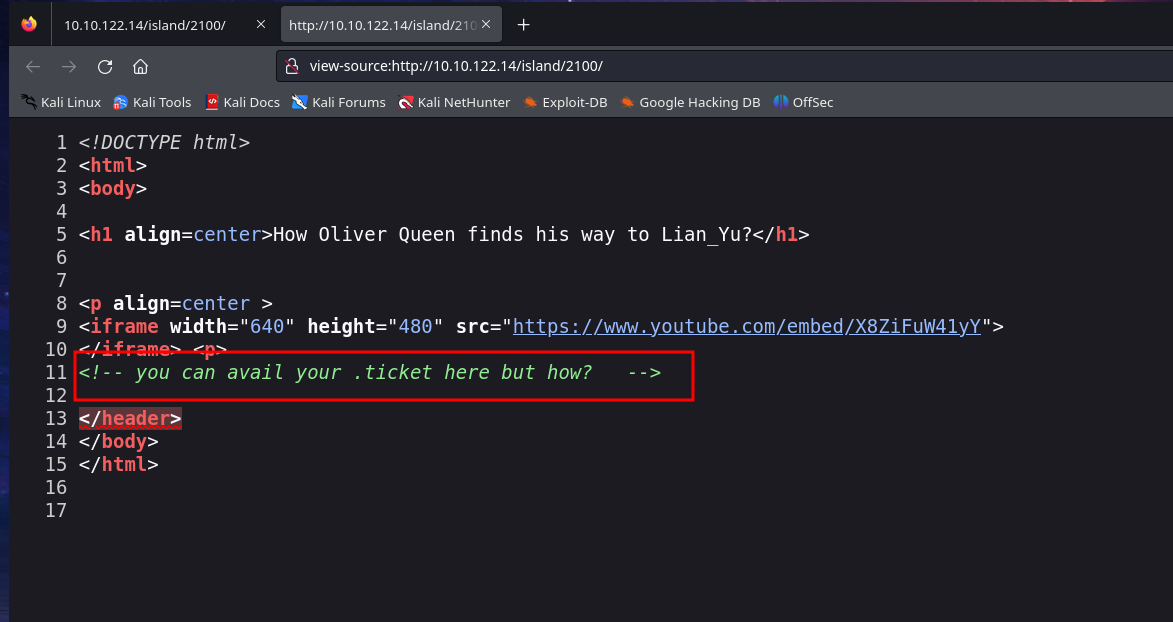 10.10.122.14/island/2100/
http://10.10.122.14/island/210
view-source:http://10.10.122.14/island/2100/
Kali Linux Kali Tools Kali Docs Kali Forums Kali NetHunter Exploit-DB Google Hacking DB OffSec
1 <!DOCTYPE html>
2 <html>
3 <body>
4
5 <h1 align=center>How Oliver Queen finds his way to Lian_Yu?</h1>
6
7
8 <p align=center >
9 <iframe width="640" height="480" src="https://www.youtube.com/embed/X8ZiFuW41yY">
10 </iframe> <p>
11 <!-- you can avail your .ticket here but how?   -->
12
13 </header>
14 </body>
15 </html>
16
17